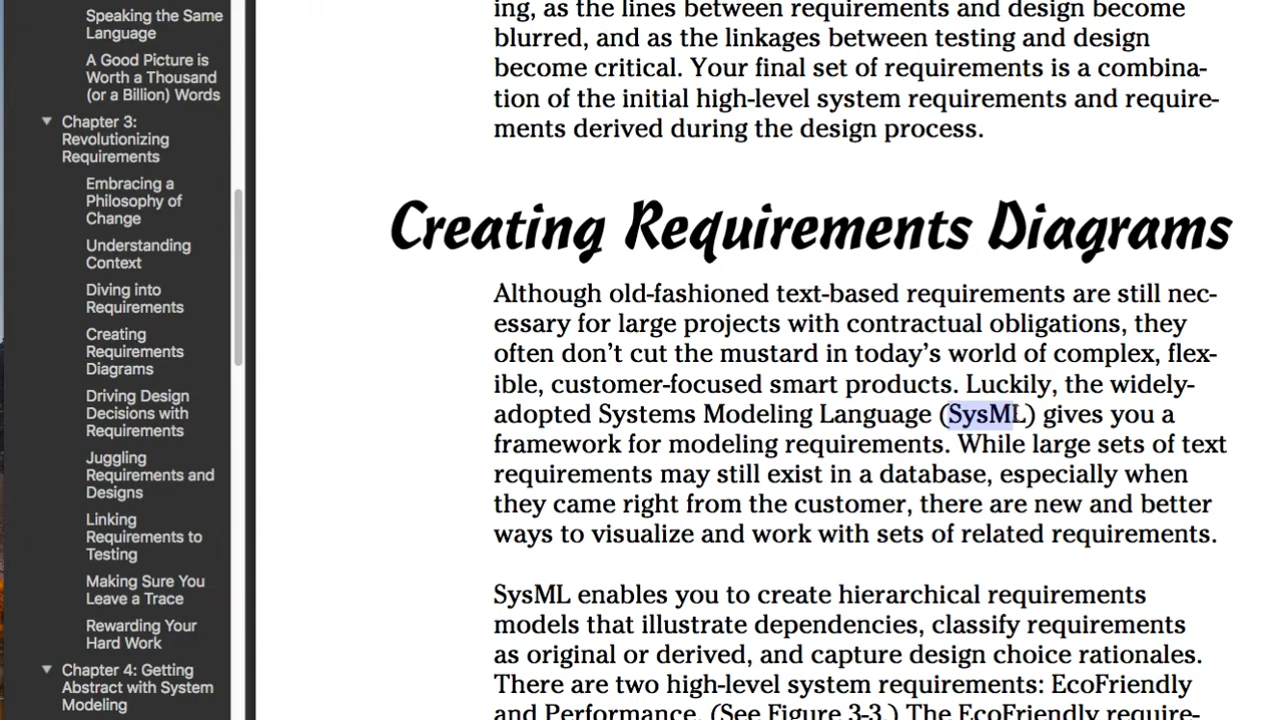 Speaking the Same
Language
A Good Picture is
Worth a Thousand
(or a Billion) Words
Chapter 3:
Revolutionizing
Requirements
Embracing a
Philosophy of
Change
Understanding
Context
Diving into
Requirements
Creating
Requirements
Diagrams
Driving Design
Decisions with
Requirements
Juggling
Requirements and
Designs
Linking
Requirements to
Testing
Making Sure You
Leave a Trace
Rewarding Your
Hard Work
Chapter 4: Getting
Abstract with System
Modeling
ing, as the lines between requirements and design become
blurred, and as the linkages between testing and design
become critical. Your final set of requirements is a combina-
tion of the initial high-level system requirements and require-
ments derived during the design process.
Creating Requirements Diagrams
Although old-fashioned text-based requirements are still nec-
essary for large projects with contractual obligations, they
often don’t cut the mustard in today’s world of complex, flex-
ible, customer-focused smart products. Luckily, the widely-
adopted Systems Modeling Language (SysML) gives you a
framework for modeling requirements. While large sets of text
requirements may still exist in a database, especially when
they came right from the customer, there are new and better
ways to visualize and work with sets of related requirements.
SysML enables you to create hierarchical requirements
models that illustrate dependencies, classify requirements
as original or derived, and capture design choice rationales.
There are two high-level system requirements: EcoFriendly
and Performance. (See Figure 3-3.) The EcoFriendly require-